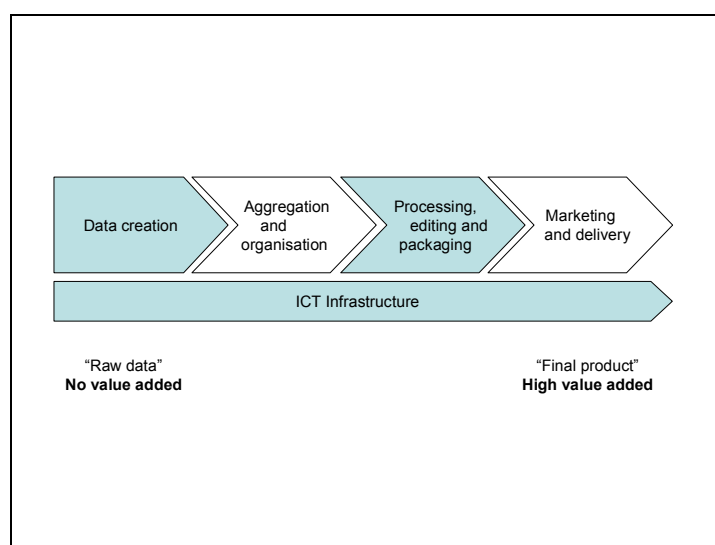 Data creation
Aggregation
and
organisation
Processing,
editing and
packaging
Marketing
and delivery
ICT Infrastructure
“Raw data”
No value added
“Final product”
High value added